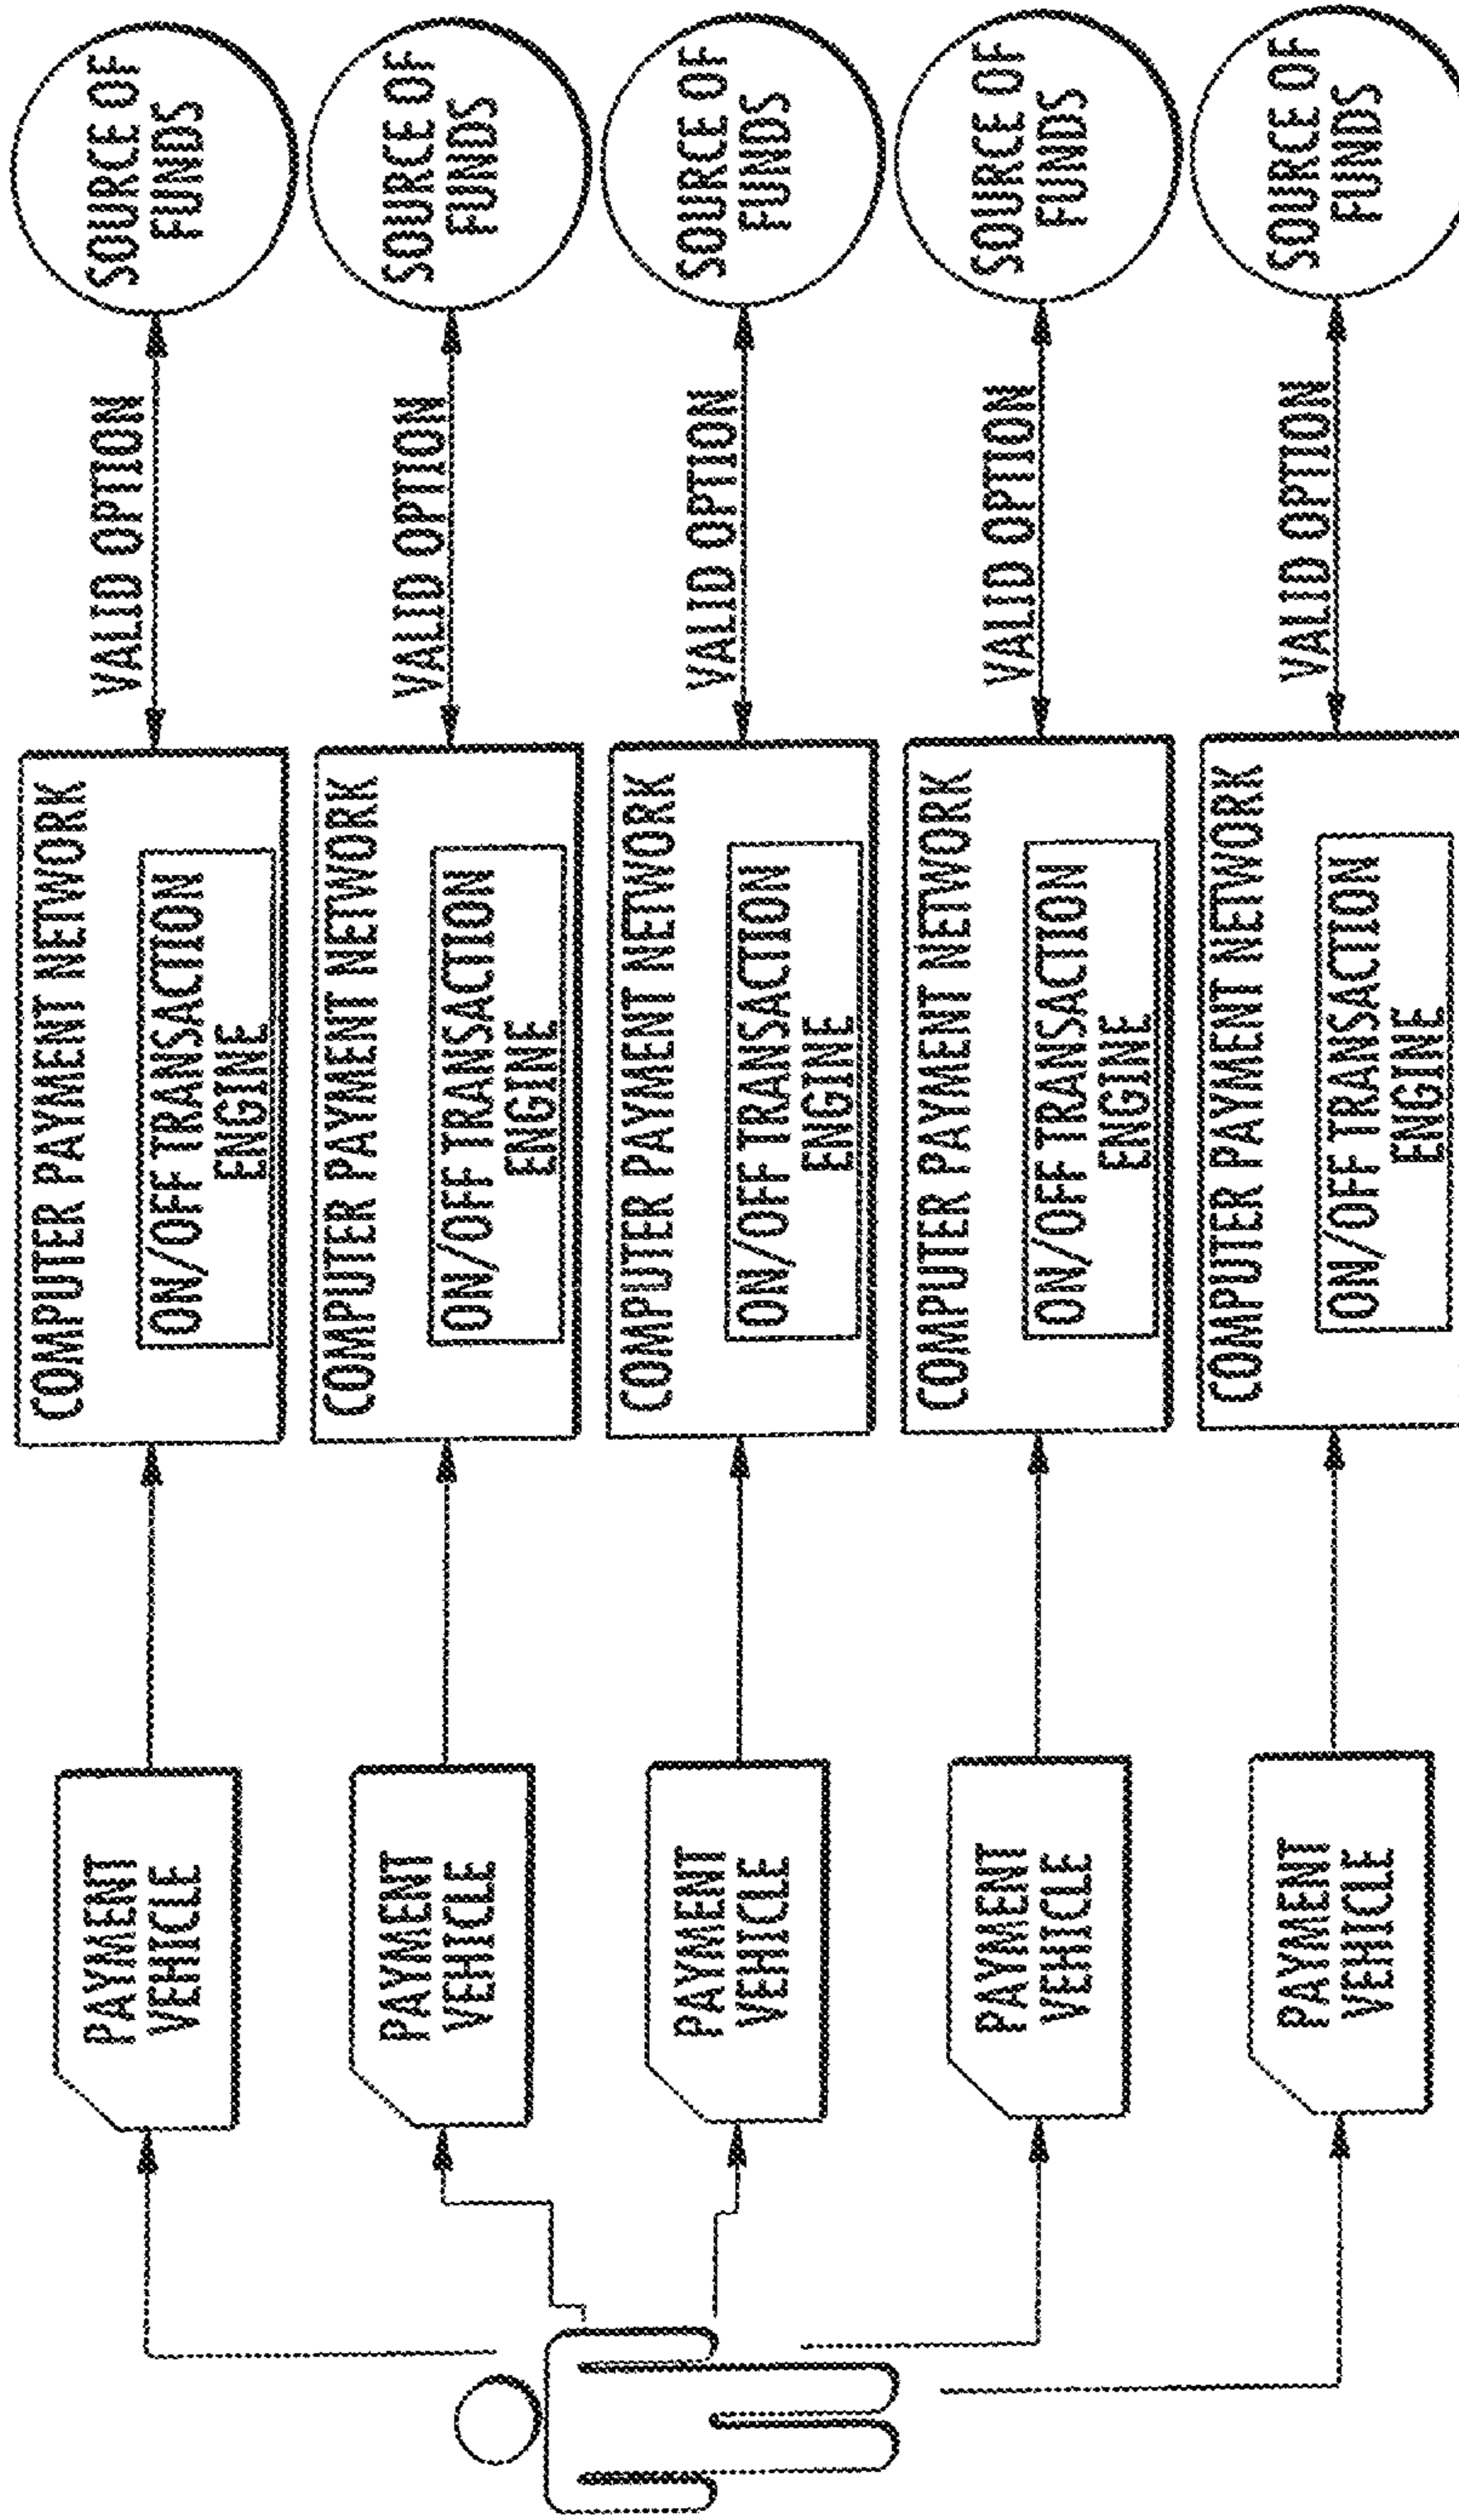 PAYMENT
VEHICLE
COMPUTER PAYMENT NETWORK
ON/OFF TRANSACTION
ENGINE
VALID OPTION
SOURCE OF
FUNDS
PAYMENT
VEHICLE
COMPUTER PAYMENT NETWORK
ON/OFF TRANSACTION
ENGINE
VALID OPTION
SOURCE OF
FUNDS
PAYMENT
VEHICLE
COMPUTER PAYMENT NETWORK
ON/OFF TRANSACTION
ENGINE
VALID OPTION
SOURCE OF
FUNDS
PAYMENT
VEHICLE
COMPUTER PAYMENT NETWORK
ON/OFF TRANSACTION
ENGINE
VALID OPTION
SOURCE OF
FUNDS
PAYMENT
VEHICLE
COMPUTER PAYMENT NETWORK
ON/OFF TRANSACTION
ENGINE
VALID OPTION
SOURCE OF
FUNDS